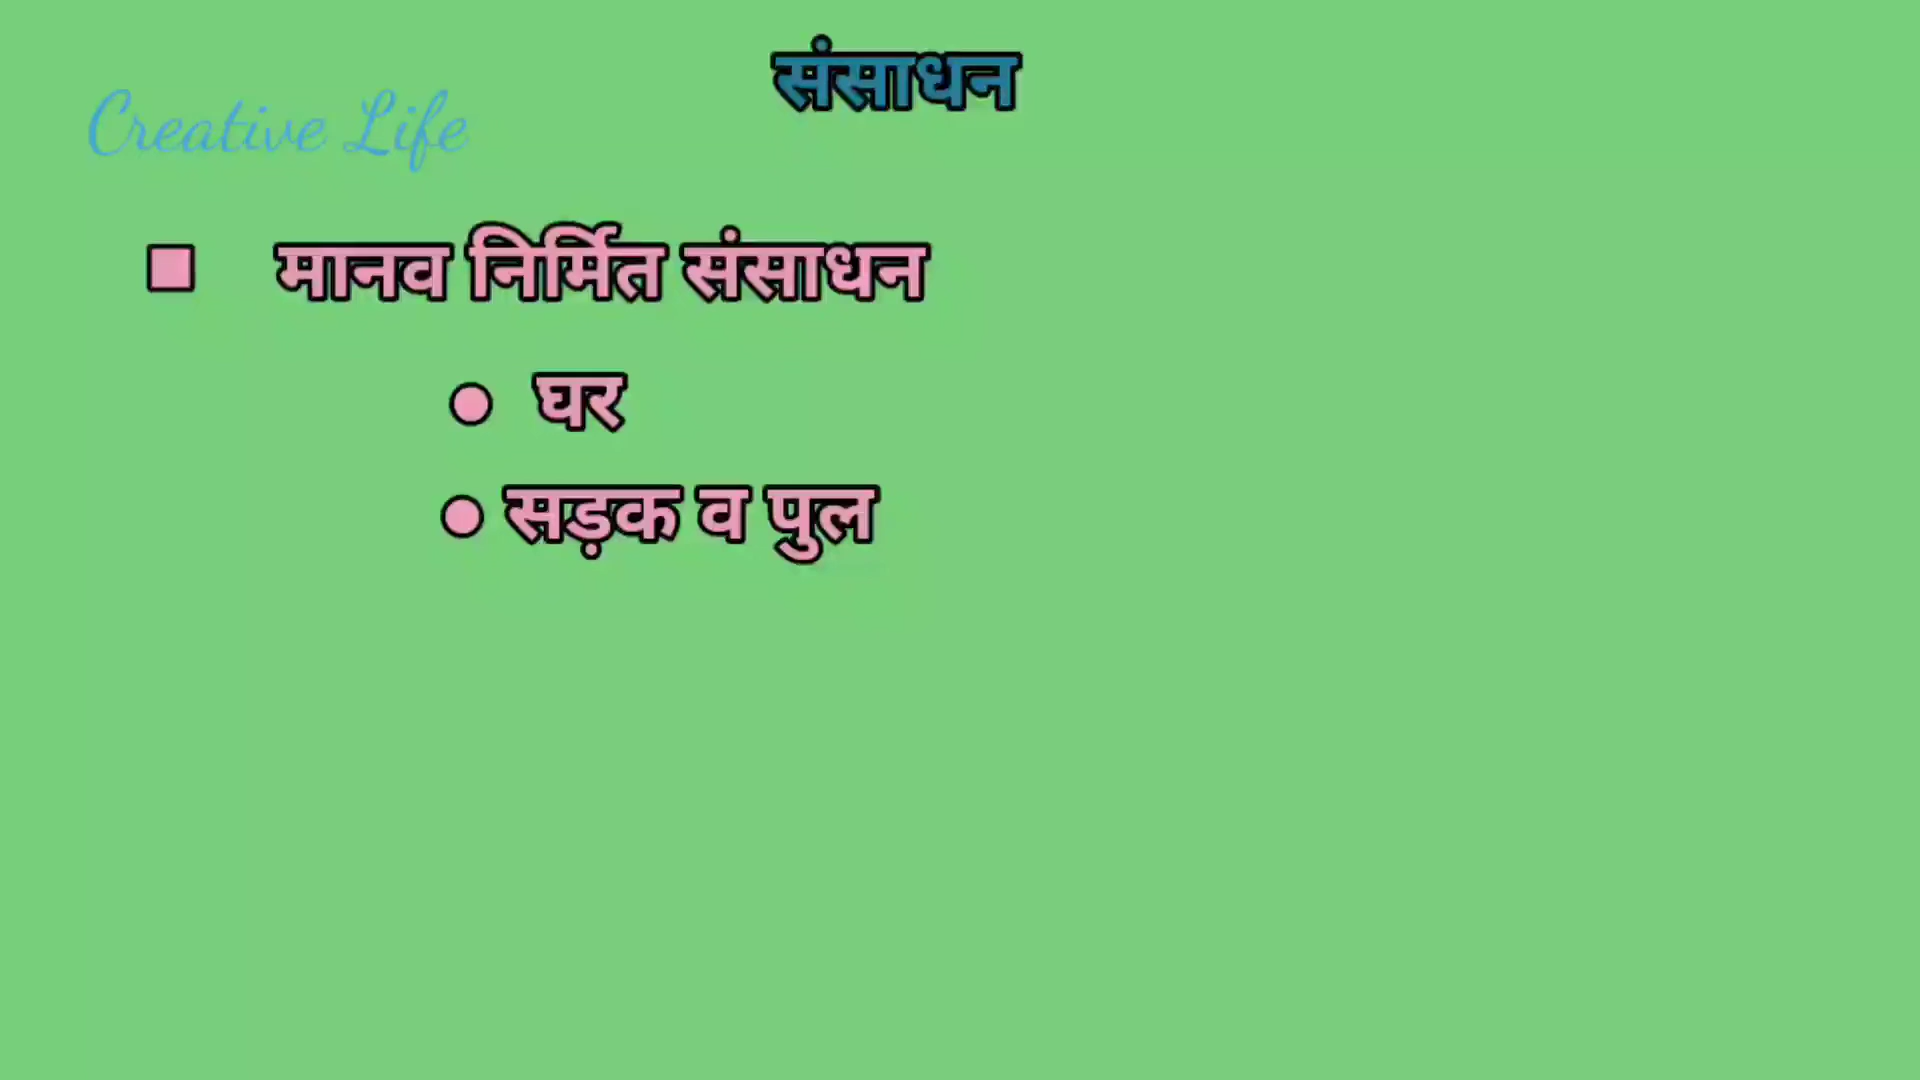 संसाधन
Creative Life
■ मानव निर्मित संसाधन
● घर
● सड़क व पुल